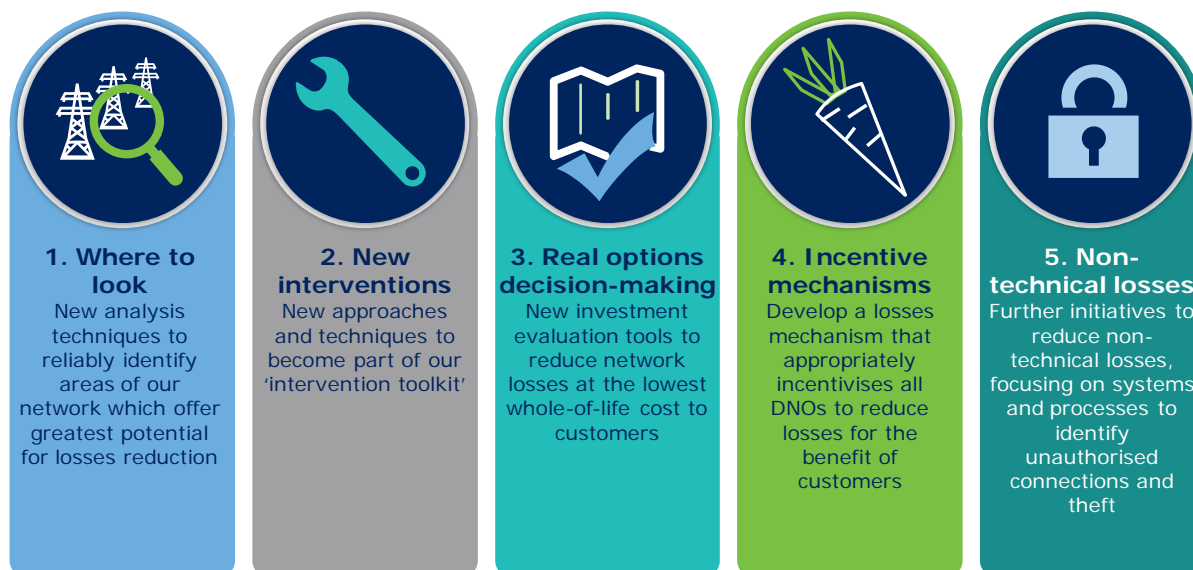 1. Where to
look
New analysis
techniques to
reliably identify
areas of our
network which offer
greatest potential
for losses reduction
2. New
interventions
New approaches
and techniques to
become part of our
‘intervention toolkit’
3. Real options
decision-making
New investment
evaluation tools to
reduce network
losses at the lowest
whole-of-life cost to
customers
4. Incentive
mechanisms
Develop a losses
mechanism that
appropriately
incentivises all
DNOs to reduce
losses for the
benefit of
customers
5. Non-
technical losses
Further initiatives to
reduce non-
technical losses,
focusing on systems
and processes to
identify
unauthorised
connections and
theft